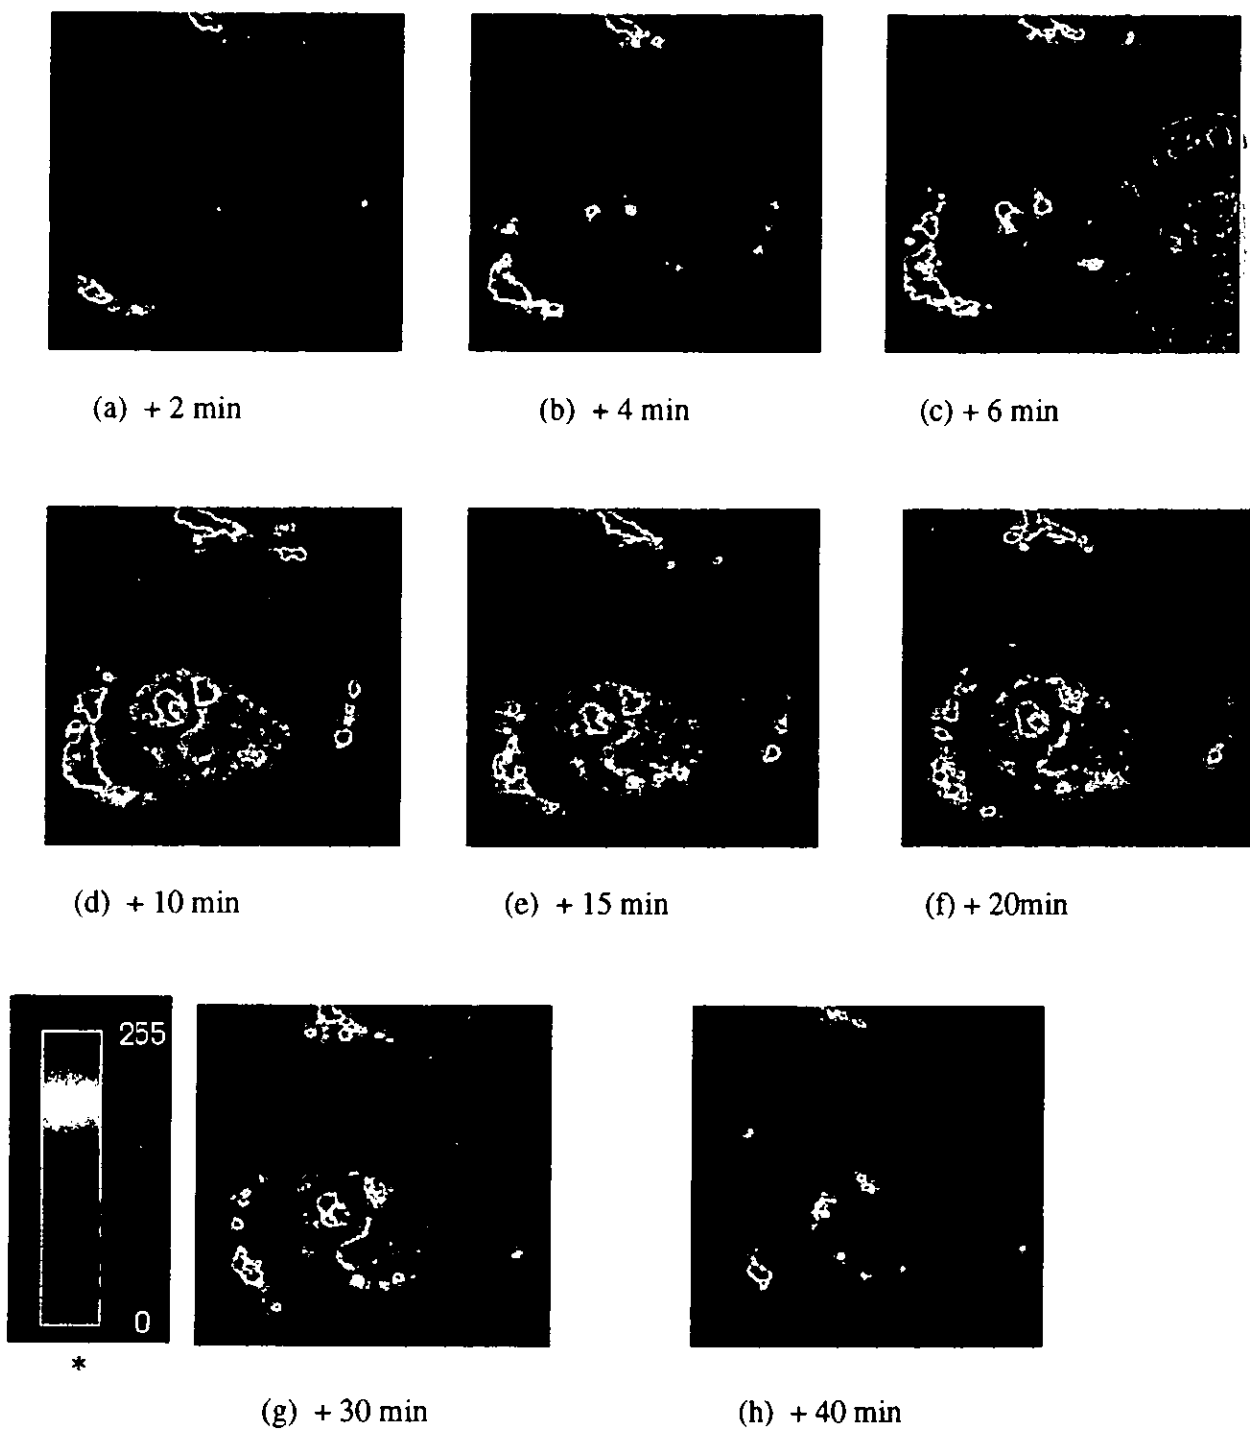 (a) + 2 min
(b) + 4 min
(c) + 6 min
(d) + 10 min
(e) + 15 min
(f) + 20min
255
0
*
(g) + 30 min
(h) + 40 min